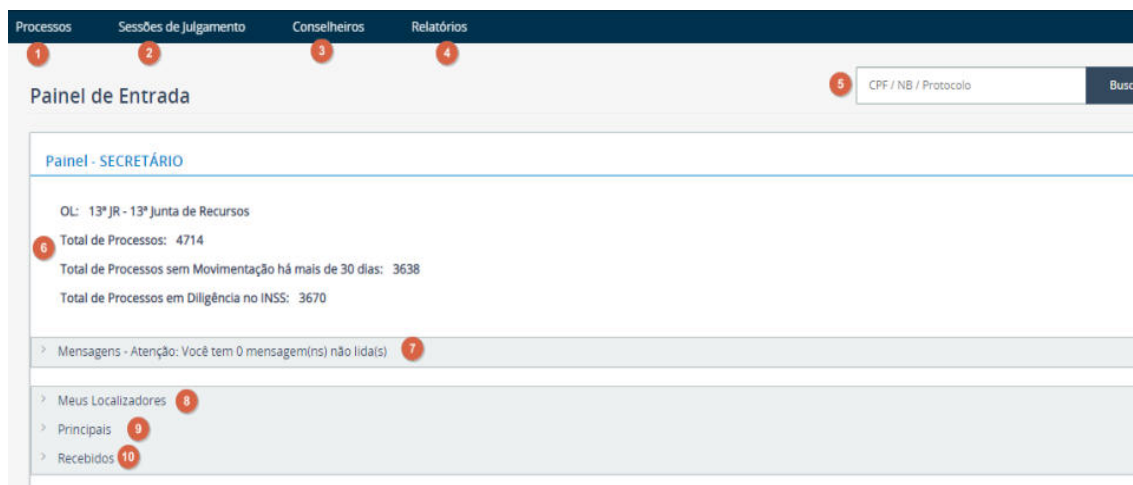 Processos Sessões de Julgamento Conselheiros Relatórios
1 2 3 4
Painel de Entrada
5 CPF / NB / Protocolo
Painel - SECRETÁRIO
OL: 13ª JR - 13ª Junta de Recursos
6 Total de Processos: 4714
Total de Processos sem Movimentação há mais de 30 dias: 3638
Total de Processos em Diligência no INSS: 3670
Mensagens - Atenção: Você tem 0 mensagem(ns) não lida(s) 7
Meus Localizadores 8
Principais 9
Recebidos 10